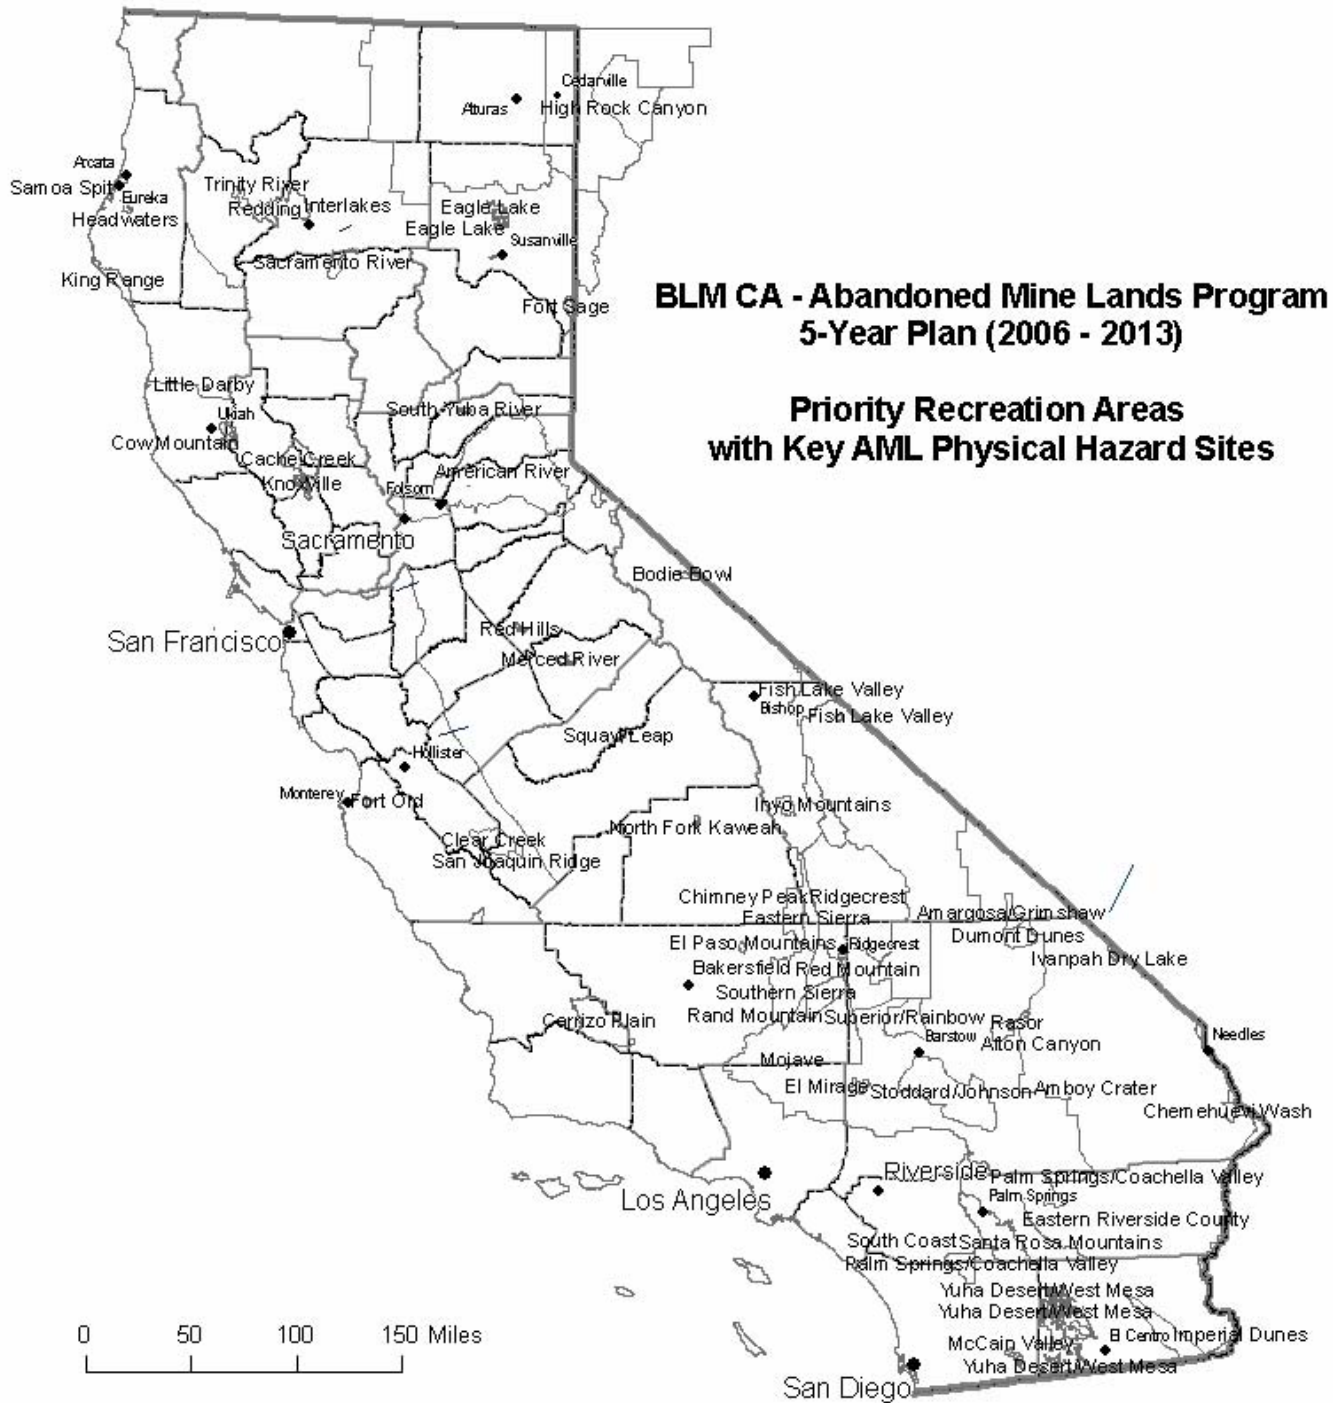 Cedarville
Alturas
High Rock Canyon
Arcata
Samoa Spit
Eureka
Headwaters
Trinity River
Redding
Interlakes
Eagle Lake
Eagle Lake
Susanville
Sacramento River
King Range
Fort Sage
BLM CA - Abandoned Mine Lands Program
5-Year Plan (2006 - 2013)
Priority Recreation Areas
with Key AML Physical Hazard Sites
Little Darby
Ukiah
Cow Mountain
South Yuba River
Cache Creek
Knoxville
American River
Folsom
Sacramento
Bodie Bowl
San Francisco
Red Hills
Merced River
Fish Lake Valley
Bishop
Fish Lake Valley
Squaw Leap
Hollister
Monterey
Fort Ord
Inyo Mountains
North Fork Kaweah
Clear Creek
San Joaquin Ridge
Chimney Peak
Ridgecrest
Eastern Sierra
Amargosa/Grimshaw
Dumont Dunes
El Paso Mountains
Ridgecrest
Ivanpah Dry Lake
Bakersfield
Red Mountain
Southern Sierra
Rand Mountain
Superior/Rainbow
Rasor
Carrizo Plain
Barstow
Afton Canyon
Needles
Mojave
El Mirage
Stoddard/Johnson
Amboy Crater
Chemehuevi Wash
Riverside
Palm Springs/Coachella Valley
Los Angeles
Palm Springs
Eastern Riverside County
South Coast
Santa Rosa Mountains
Palm Springs/Coachella Valley
Yuha Desert/West Mesa
Yuha Desert/West Mesa
McCain Valley
El Centro
Imperial Dunes
Yuha Desert/West Mesa
San Diego
0 50 100 150 Miles